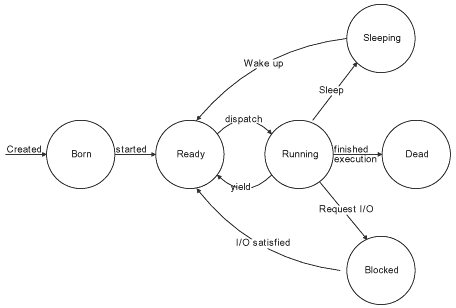 Sleeping
Wake up
Sleep
dispatch
Created
Born
started
Ready
Running
finished
execution
Dead
yield
Request I/O
I/O satisfied
Blocked